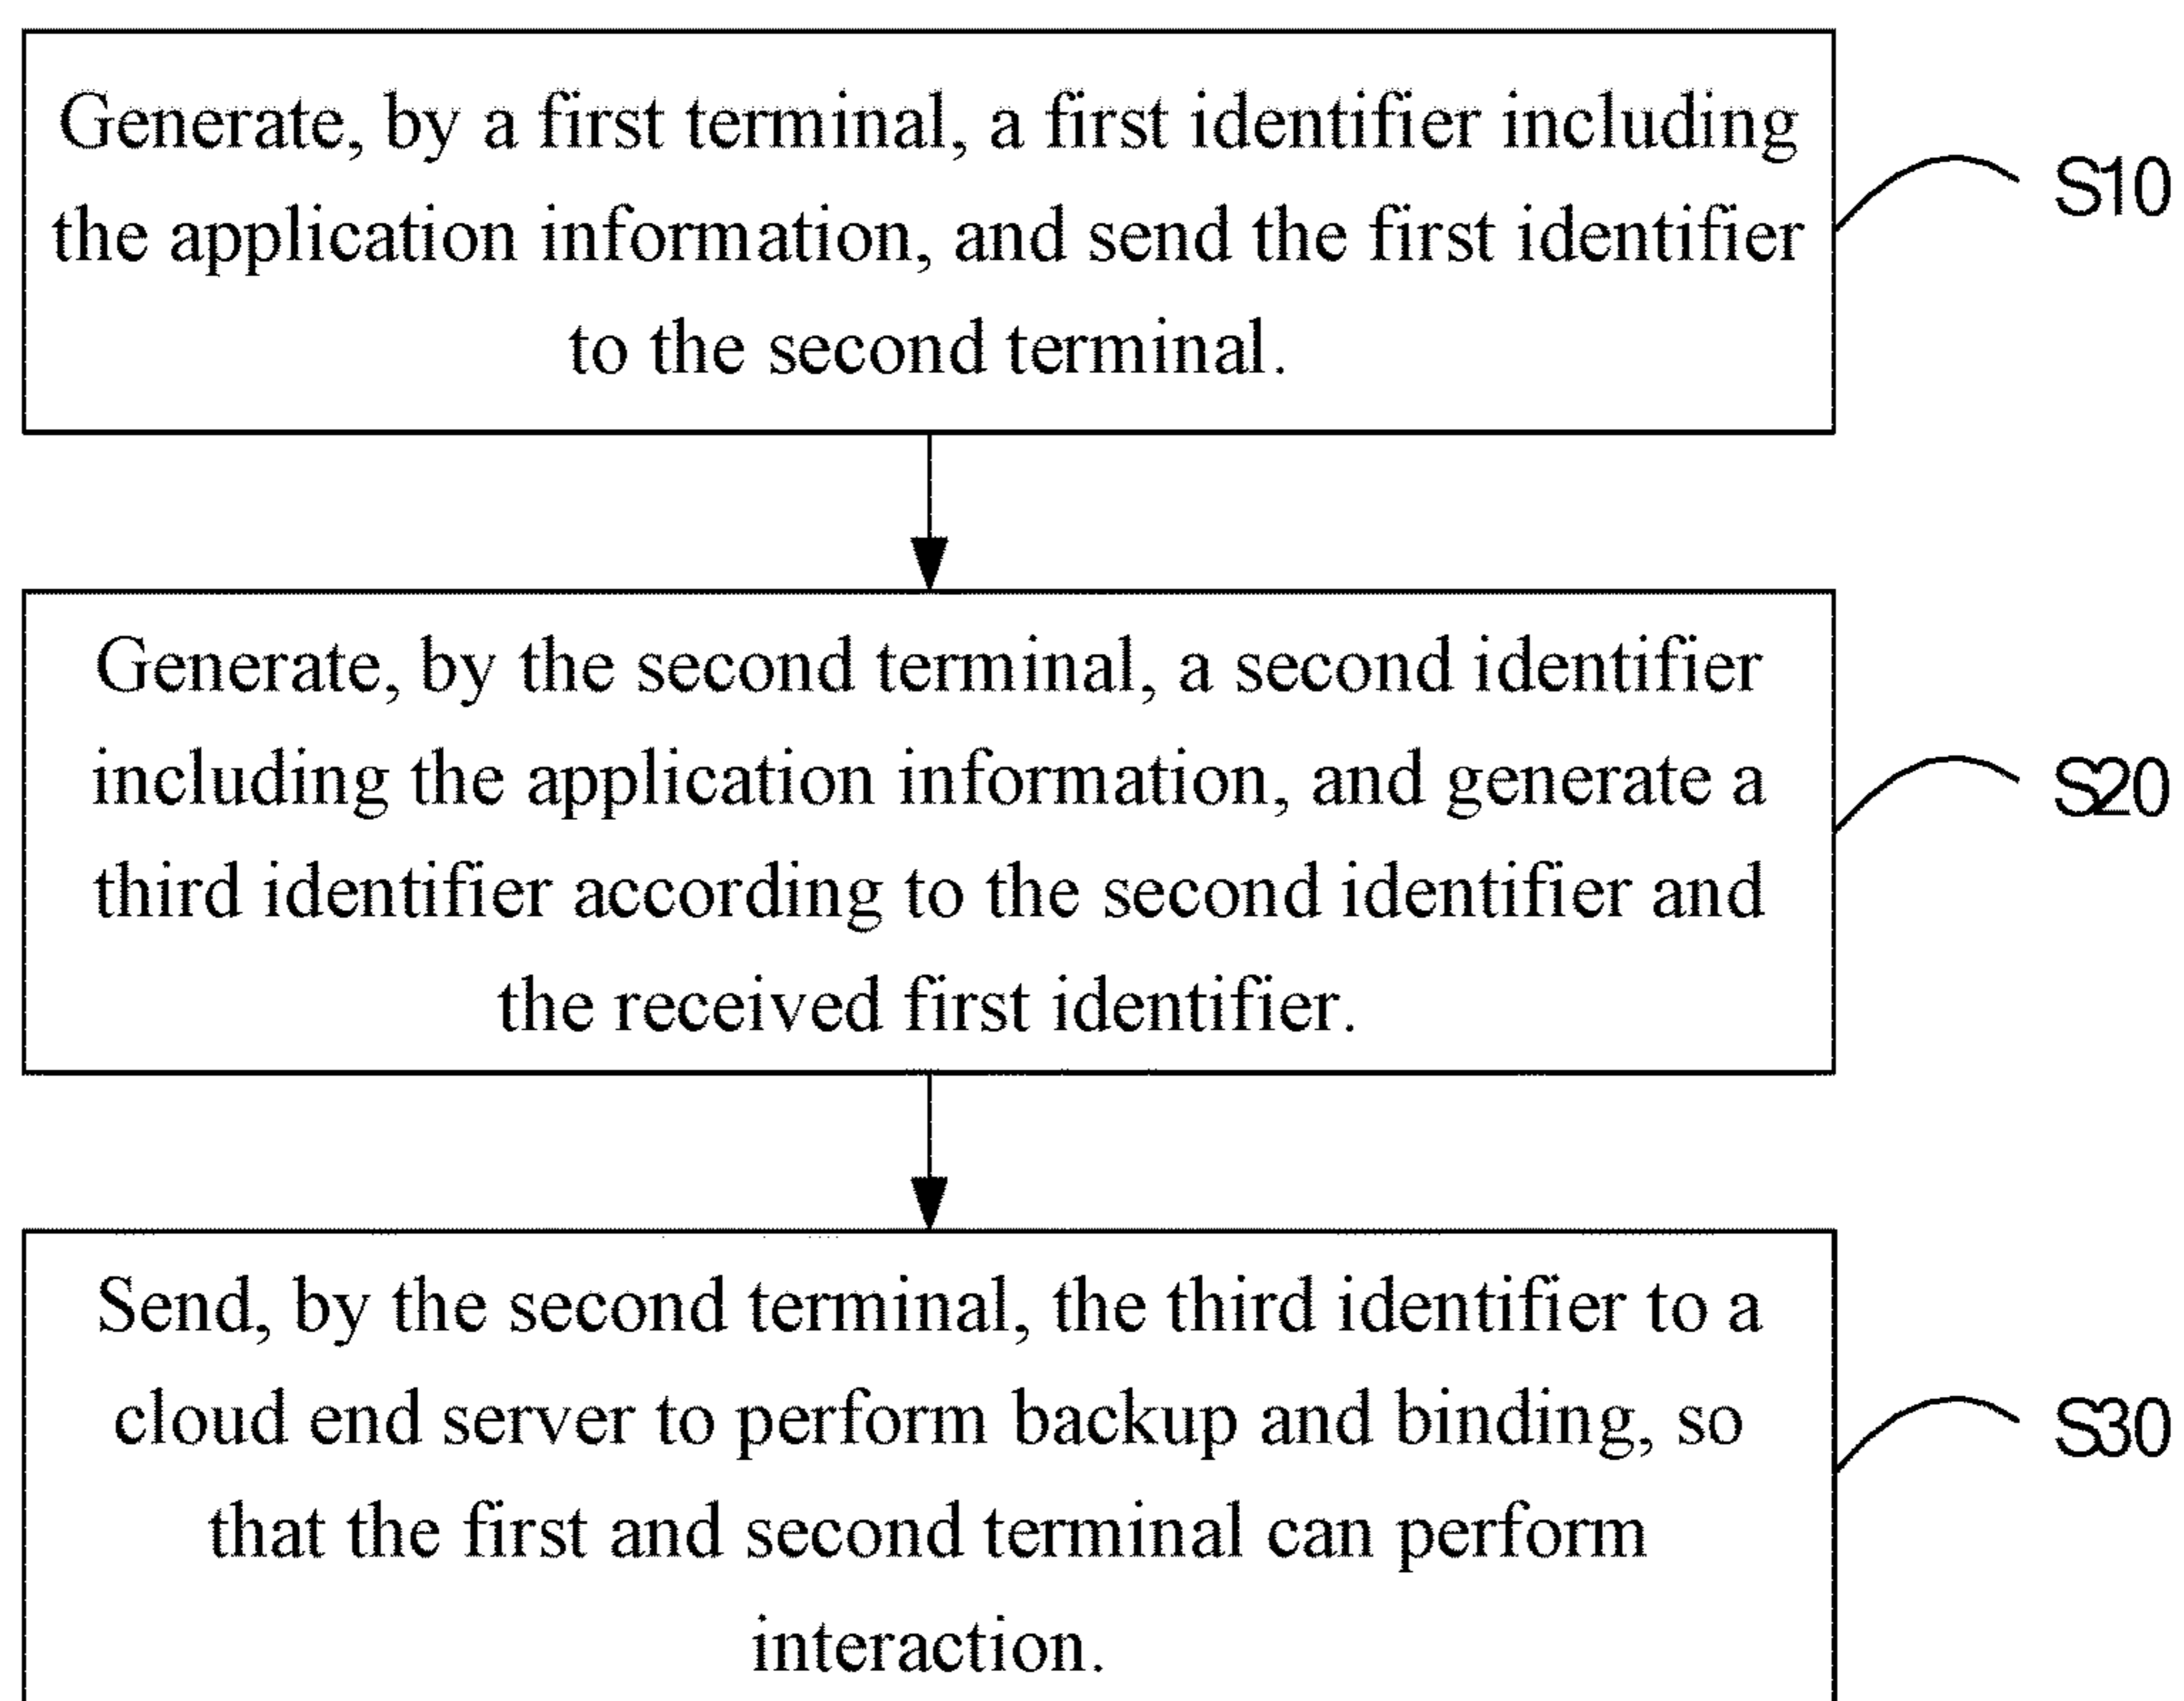 Generate, by a first terminal, a first identifier including
the application information, and send the first identifier
to the second terminal.
S10
Generate, by the second terminal, a second identifier
including the application information, and generate a
third identifier according to the second identifier and
the received first identifier.
S20
Send, by the second terminal, the third identifier to a
cloud end server to perform backup and binding, so
that the first and second terminal can perform
interaction.
S30